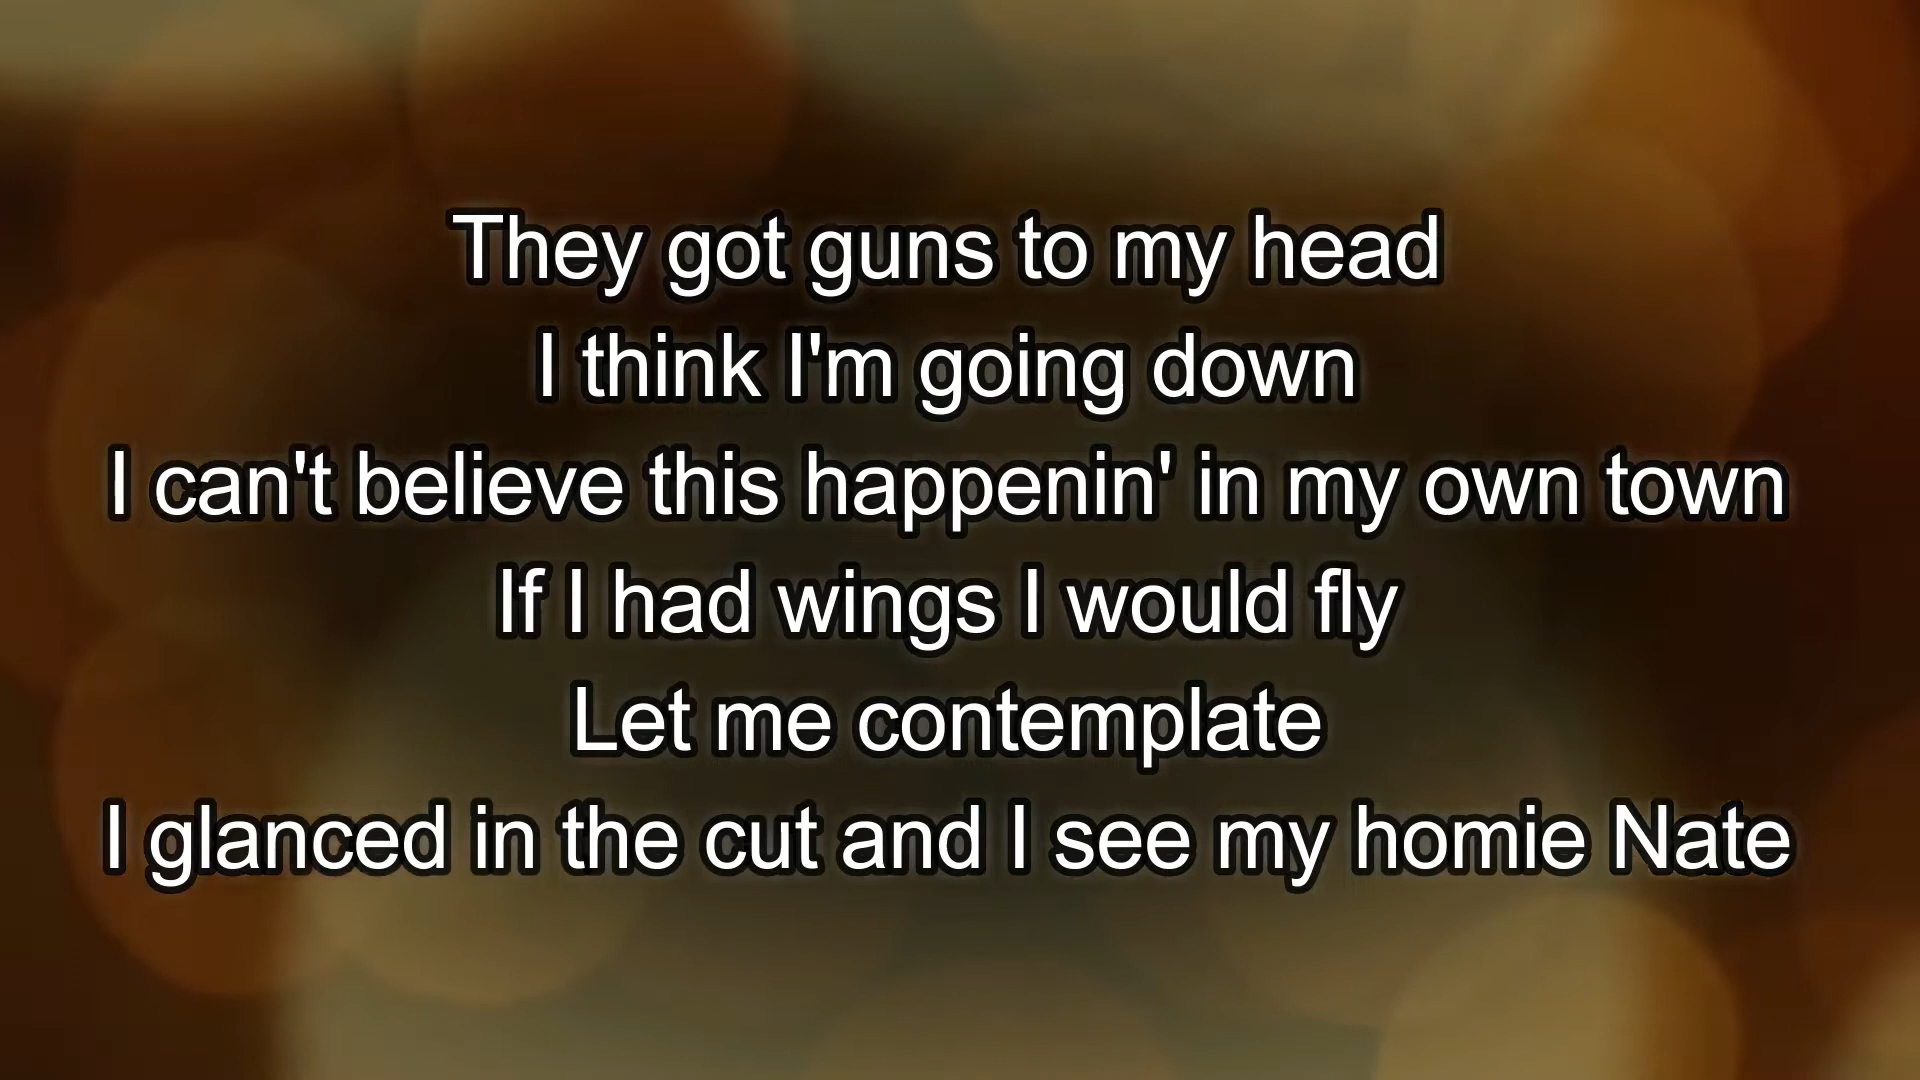 They got guns to my head
I think I'm going down
I can't believe this happenin' in my own town
If I had wings I would fly
Let me contemplate
I glanced in the cut and I see my homie Nate